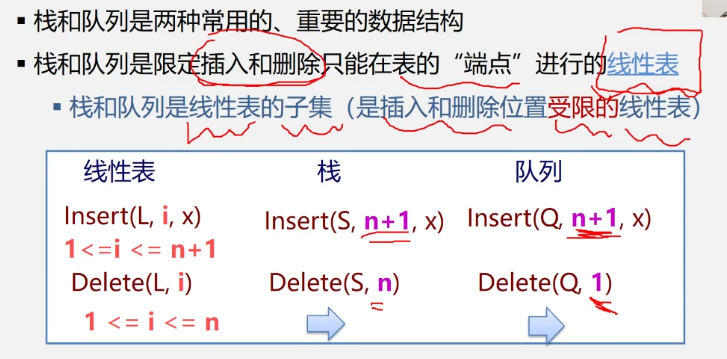 ▪ 栈和队列是两种常用的、重要的数据结构
▪ 栈和队列是限定插入和删除只能在表的“端点”进行的线性表
▪ 栈和队列是线性表的子集（是插入和删除位置受限的线性表）
线性表 栈 队列
Insert(L, i, x) Insert(S, n+1, x) Insert(Q, n+1, x)
1<=i <= n+1
Delete(L, i) Delete(S, n) Delete(Q, 1)
1 <= i <= n